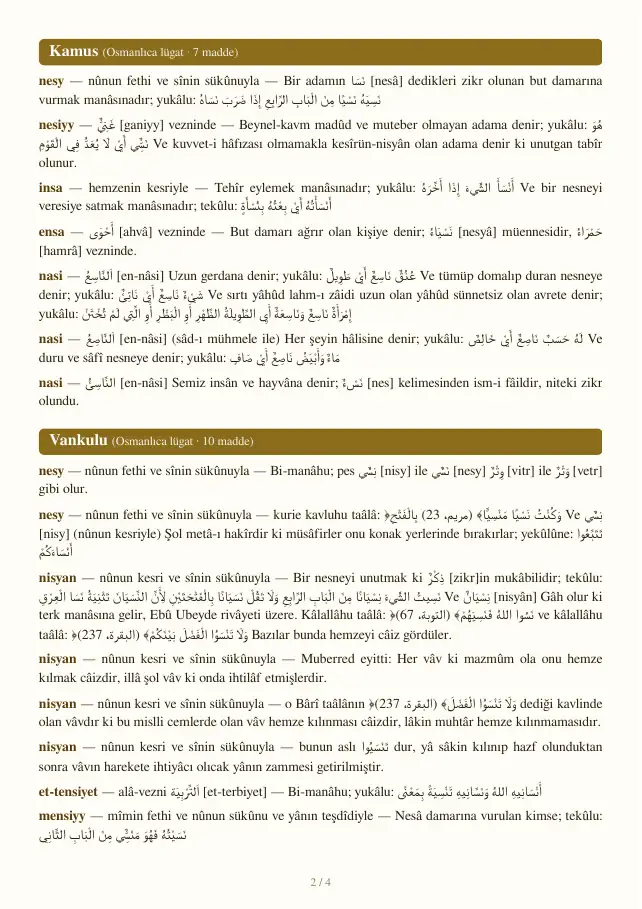 Kamus (Osmanlıca lügat · 7 madde)
nesy — nûnun fethi ve sînin sükûnuyla — Bir adamın نَسَا [nesâ] dedikleri zikr olunan but damarına
vurmak manâsınadır; yukâlu: نَسِيَهُ نَسْيًا مِنَ الْبَابِ الرَّابِعِ إِذَا ضَرَبَ نَسَاهُ
nesiyy — غَنِيٌّ [ganiyy] vezninde — Beynel-kavm madûd ve muteber olmayan adama denir; yukâlu: هُوَ
نَسِيٌّ أَيْ لَا يُعَدُّ فِي الْقَوْمِ Ve kuvvet-i hâfızası olmamakla kesîrün-nisyân olan adama denir ki unutgan tabîr
olunur.
insa — hemzenin kesriyle — Tehîr eylemek manâsınadır; yukâlu: أَنْسَأَ الشَّيْءَ إِذَا أَخَّرَهُ Ve bir nesneyi
veresiye satmak manâsınadır; tekûlu: أَنْسَأْتُهُ أَيْ بِعْتُهُ بِنُسْأَةٍ
ensa — أَحْوَى [ahvâ] vezninde — But damarı ağrır olan kişiye denir; نَسْيَاءُ [nesyâ] müennesidir, حَمْرَاءُ
[hamrâ] vezninde.
nasi — اَلنَّاسِعُ [en-nâsi] Uzun gerdana denir; yukâlu: عُنُقٌ نَاسِعٌ أَيْ طَوِيلٌ Ve tümüp domalıp duran nesneye
denir; yukâlu: شَيْءٌ نَاسِعٌ أَيْ نَاتِئٌ Ve sırtı yâhûd lahm-ı zâidi uzun olan yâhûd sünnetsiz olan avrete denir;
yukâlu: إِمْرَأَةٌ نَاسِعٌ وَنَاسِعَةٌ أَيِ الطَّوِيلَةُ الظَّهْرِ أَوِ الْبَظْرِ أَوِ الَّتِي لَمْ تُخْتَنْ
nasi — اَلنَّاصِعُ [en-nâsi] (sâd-ı mühmele ile) Her şeyin hâlisine denir; yukâlu: لَهُ حَسَبٌ نَاصِعٌ أَيْ خَالِصٌ Ve
duru ve sâfî nesneye denir; yukâlu: مَاءٌ وَأَبْيَضُ نَاصِعٌ أَيْ صَافٍ
nasi — اَلنَّاسِئُ [en-nâsi] Semiz insân ve hayvâna denir; نَسْءٌ [nes] kelimesinden ism-i fâildir, niteki zikr
olundu.
Vankulu (Osmanlıca lügat · 10 madde)
nesy — nûnun fethi ve sînin sükûnuyla — Bi-manâhu; pes نِسْي [nisy] ile نَسْي [nesy] وِتْرٌ [vitr] ile وَتْرٌ [vetr]
gibi olur.
nesy — nûnun fethi ve sînin sükûnuyla — kurie kavluhu taâlâ: ﴿وَكُنْتُ نَسْيًا مَنْسِيًّا﴾ (مريم، 23) بِالْفَتْحِ Ve نِسْي
[nisy] (nûnun kesriyle) Şol metâ-ı hakîrdir ki müsâfirler onu konak yerlerinde bırakırlar; yekûlûne: تَتَبَّعُوا
أَنْسَاءَكُمْ
nisyan — nûnun kesri ve sînin sükûnuyla — Bir nesneyi unutmak ki ذِكْرٌ [zikr]in mukâbilidir; tekûlu:
نَسِيتُ الشَّيْءَ نِسْيَانًا مِنَ الْبَابِ الرَّابِعِ وَلَا تَقُلْ نَسَيَانًا بِالْفَتْحَتَيْنِ لِأَنَّ النَّسَيَانَ تَثْنِيَةُ نَسَا الْعِرْقِ Ve نِسْيَانٌ [nisyân] Gâh olur ki
terk manâsına gelir, Ebû Ubeyde rivâyeti üzere. Kâlallâhu taâlâ: ﴿نَسُوا اللهَ فَنَسِيَهُمْ﴾ (التوبة، 67) ve kâlallâhu
taâlâ: ﴿وَلَا تَنْسَوُا الْفَضْلَ بَيْنَكُمْ﴾ (البقرة، 237) Bazılar bunda hemzeyi câiz gördüler.
nisyan — nûnun kesri ve sînin sükûnuyla — Muberred eyitti: Her vâv ki mazmûm ola onu hemze
kılmak câizdir, illâ şol vâv ki onda ihtilâf etmişlerdir.
nisyan — nûnun kesri ve sînin sükûnuyla — o Bârî taâlânın ﴿وَلَا تَنْسَوُا الْفَضْلَ﴾ (البقرة، 237) dediği kavlinde
olan vâvdır ki bu mislli cemlerde olan vâv hemze kılınması câizdir, lâkin muhtâr hemze kılınmamasıdır.
nisyan — nûnun kesri ve sînin sükûnuyla — bunun aslı تَنْسَيُوا dur, yâ sâkin kılınıp hazf olunduktan
sonra vâvın harekete ihtiyâcı olıcak yânın zammesi getirilmiştir.
et-tensiyet — alâ-vezni اَلتَّرْبِيَة [et-terbiyet] — Bi-manâhu; yukâlu: أَنْسَانِيهِ اللهُ وَنَسَّانِيهِ تَنْسِيَةً بِمَعْنًى
mensiyy — mîmin fethi ve nûnun sükûnu ve yânın teşdîdiyle — Nesâ damarına vurulan kimse; tekûlu:
نَسَيْتُهُ فَهُوَ مَنْسِيٌّ مِنَ الْبَابِ الثَّانِي
2 / 4